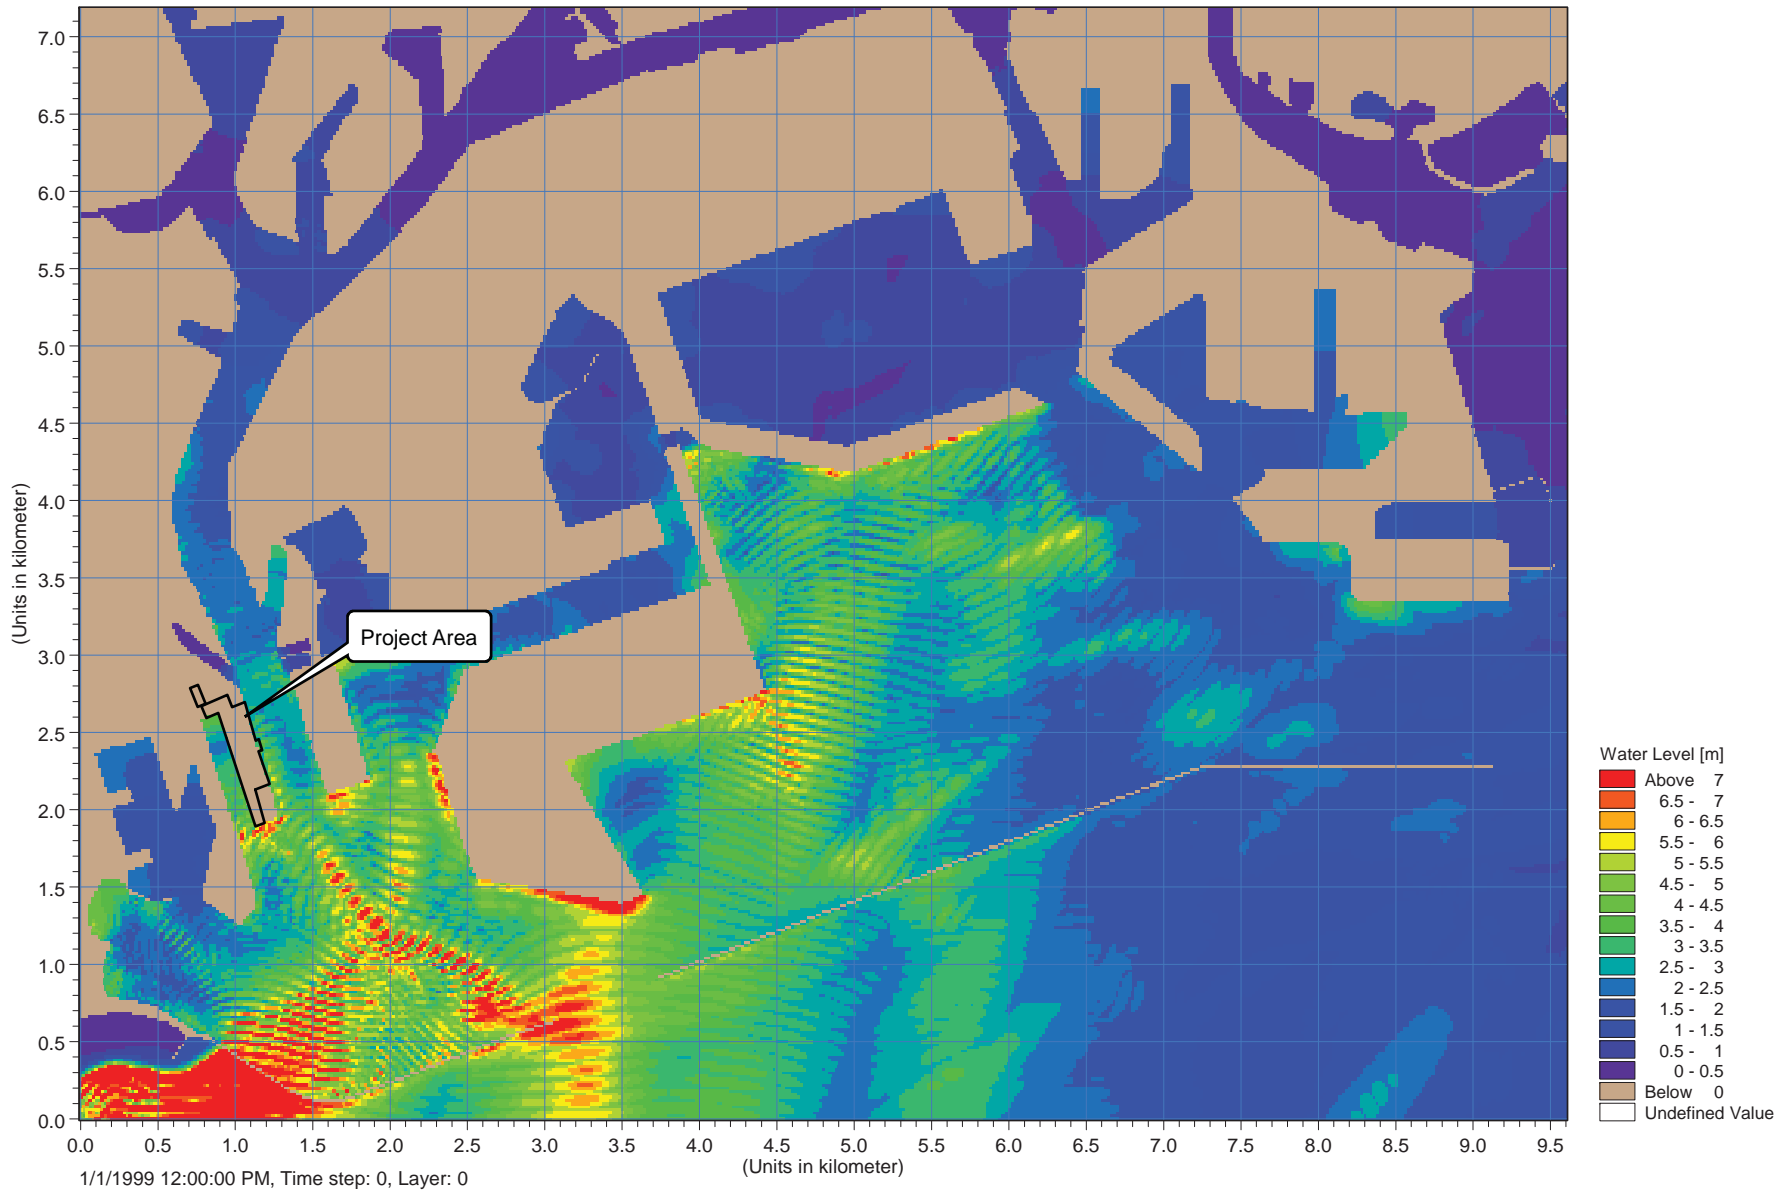 7.0
6.5
6.0
5.5
5.0
4.5
4.0
3.5
3.0
2.5
2.0
1.5
1.0
0.5
0.0
(Units in kilometer)
Project Area
0.0 0.5 1.0 1.5 2.0 2.5 3.0 3.5 4.0 4.5 5.0 5.5 6.0 6.5 7.0 7.5 8.0 8.5 9.0 9.5
(Units in kilometer)
1/1/1999 12:00:00 PM, Time step: 0, Layer: 0
Water Level [m]
Above 7
6.5 - 7
6 - 6.5
5.5 - 6
5 - 5.5
4.5 - 5
4 - 4.5
3.5 - 4
3 - 3.5
2.5 - 3
2 - 2.5
1.5 - 2
1 - 1.5
0.5 - 1
0 - 0.5
Below 0
Undefined Value